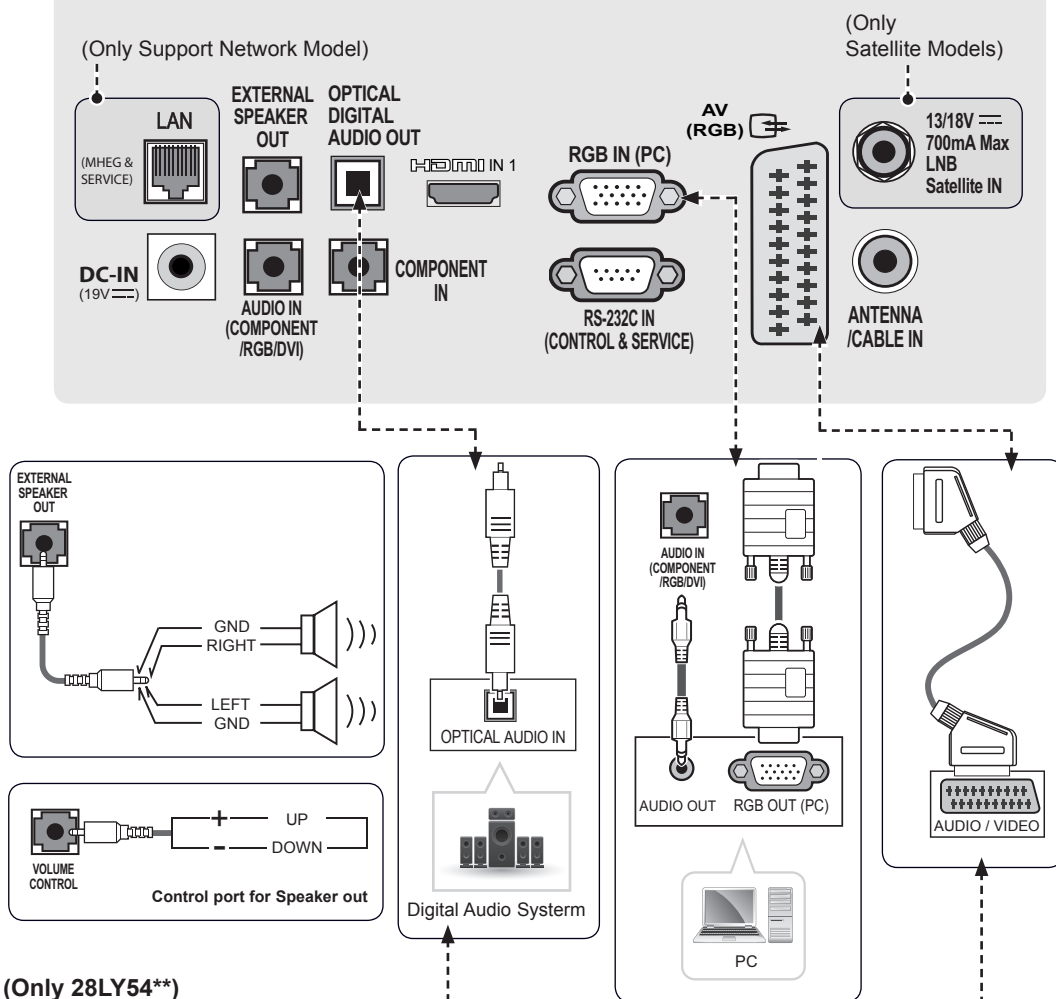 (Only Support Network Model)
(Only
Satellite Models)
LAN
(MHEG &
SERVICE)
EXTERNAL
SPEAKER
OUT
OPTICAL
DIGITAL
AUDIO OUT
HDMI IN 1
RGB IN (PC)
AV
(RGB)
13/18V
700mA Max
LNB
Satellite IN
DC-IN
(19V)
AUDIO IN
(COMPONENT
/RGB/DVI)
COMPONENT
IN
RS-232C IN
(CONTROL & SERVICE)
ANTENNA
/CABLE IN
EXTERNAL
SPEAKER
OUT
GND
RIGHT
LEFT
GND
VOLUME
CONTROL
+ UP
- DOWN
Control port for Speaker out
OPTICAL AUDIO IN
Digital Audio Systerm
AUDIO IN
(COMPONENT
/RGB/DVI)
AUDIO OUT
RGB OUT (PC)
PC
AUDIO / VIDEO
(Only 28LY54**)